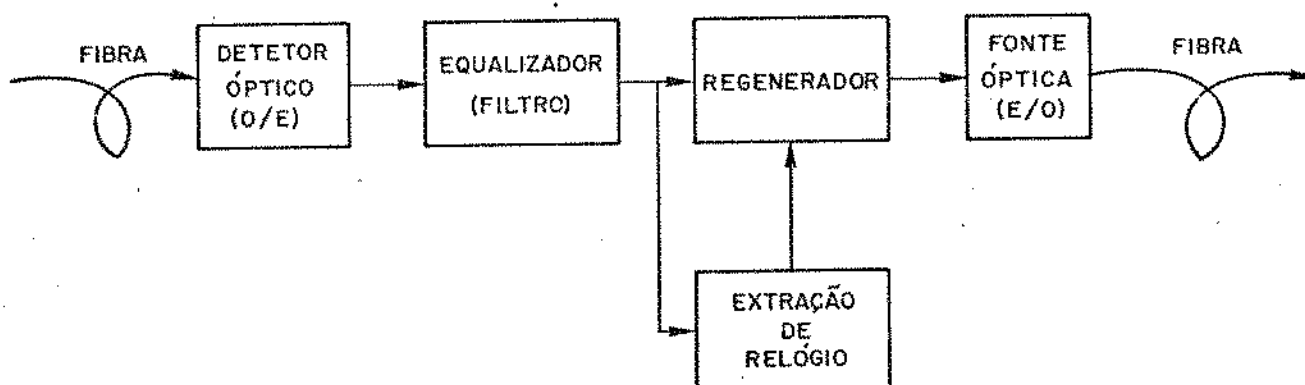 FIBRA
DETETOR
ÓPTICO
(O/E)
EQUALIZADOR
(FILTRO)
REGENERADOR
FONTE
ÓPTICA
(E/O)
FIBRA
EXTRAÇÃO
DE
RELÓGIO